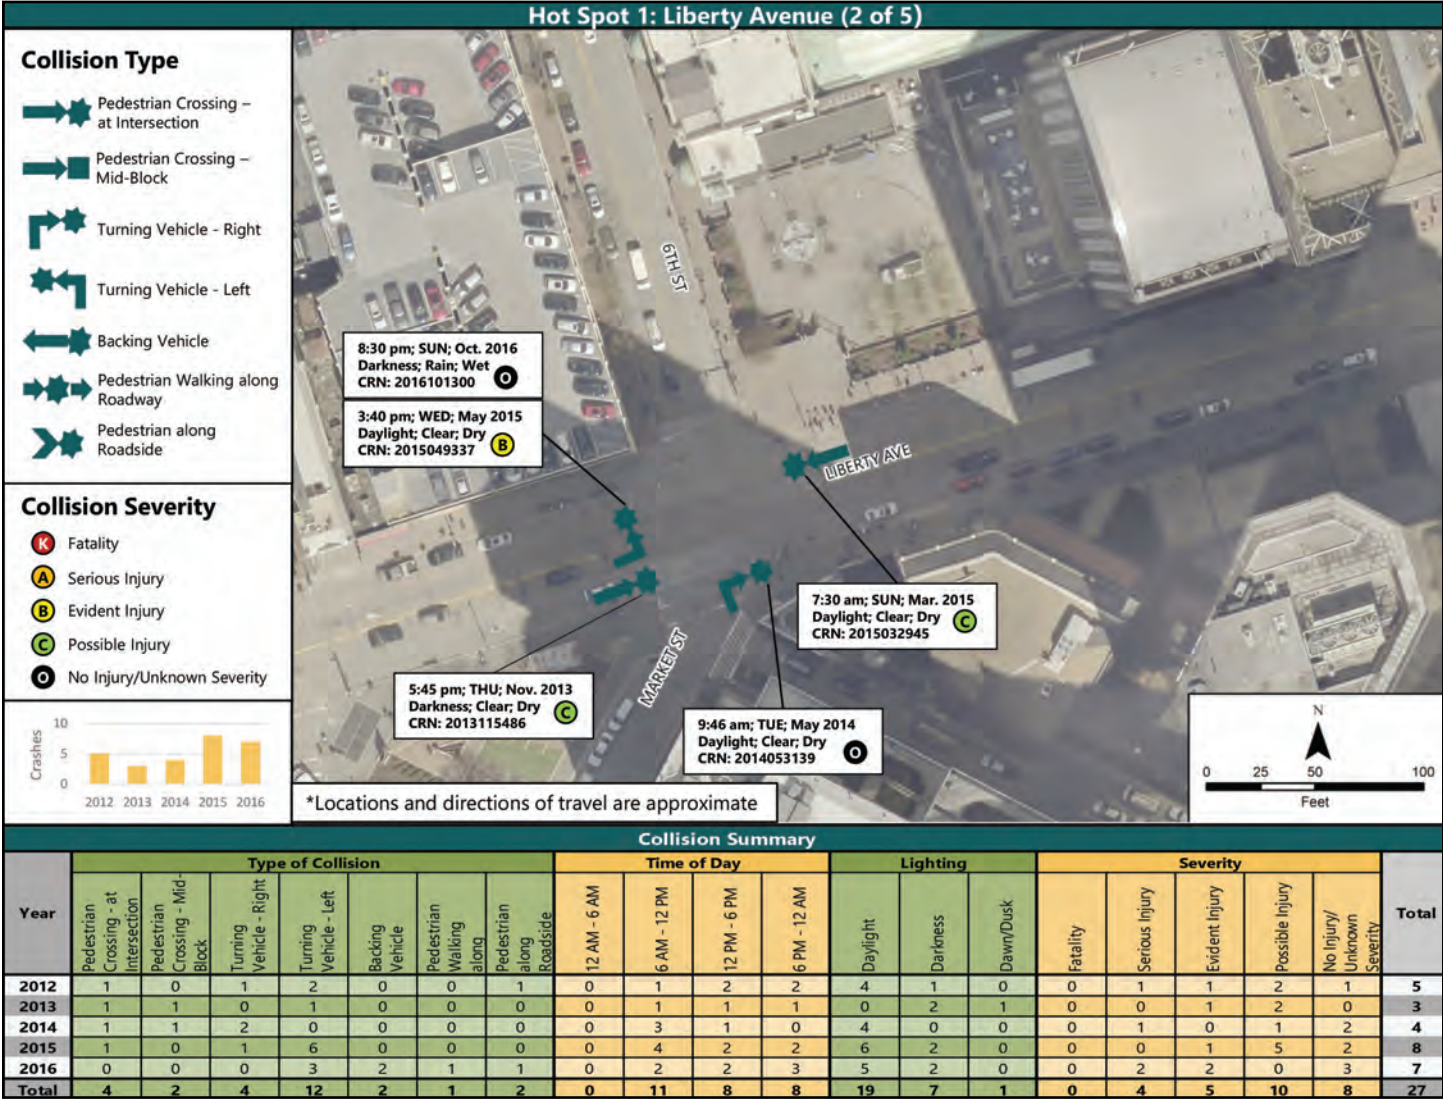 Hot Spot 1: Liberty Avenue (2 of 5)
Collision Type
Pedestrian Crossing –
at Intersection
Pedestrian Crossing –
Mid-Block
Turning Vehicle - Right
Turning Vehicle - Left
Backing Vehicle
Pedestrian Walking along
Roadway
Pedestrian along
Roadside
Collision Severity
K Fatality
A Serious Injury
B Evident Injury
C Possible Injury
O No Injury/Unknown Severity
Crashes
10
5
0
2012 2013 2014 2015 2016
6TH ST
8:30 pm; SUN; Oct. 2016
Darkness; Rain; Wet
CRN: 2016101300 O
3:40 pm; WED; May 2015
Daylight; Clear; Dry
CRN: 2015049337 B
LIBERTY AVE
7:30 am; SUN; Mar. 2015
Daylight; Clear; Dry
CRN: 2015032945 C
MARKET ST
5:45 pm; THU; Nov. 2013
Darkness; Clear; Dry
CRN: 2013115486 C
9:46 am; TUE; May 2014
Daylight; Clear; Dry
CRN: 2014053139 O
N
0 25 50 100
Feet
*Locations and directions of travel are approximate
Collision Summary
Year Type of Collision Time of Day Lighting Severity Total
Pedestrian Crossing - at Intersection
Pedestrian Crossing - Mid-Block
Turning Vehicle - Right
Turning Vehicle - Left
Backing Vehicle
Pedestrian Walking along
Pedestrian along Roadside
12 AM - 6 AM
6 AM - 12 PM
12 PM - 6 PM
6 PM - 12 AM
Daylight
Darkness
Dawn/Dusk
Fatality
Serious Injury
Evident Injury
Possible Injury
No Injury/ Unknown Severity
2012 1 0 1 2 0 0 1 0 1 2 2 4 1 0 0 1 1 2 1 5
2013 1 1 0 1 0 0 0 0 1 1 1 0 2 1 0 0 1 2 0 3
2014 1 1 2 0 0 0 0 0 3 1 0 4 0 0 0 1 0 1 2 4
2015 1 0 1 6 0 0 0 0 4 2 2 6 2 0 0 0 1 5 2 8
2016 0 0 0 3 2 1 1 0 2 2 3 5 2 0 0 2 2 0 3 7
Total 4 2 4 12 2 1 2 0 11 8 8 19 7 1 0 4 5 10 8 27